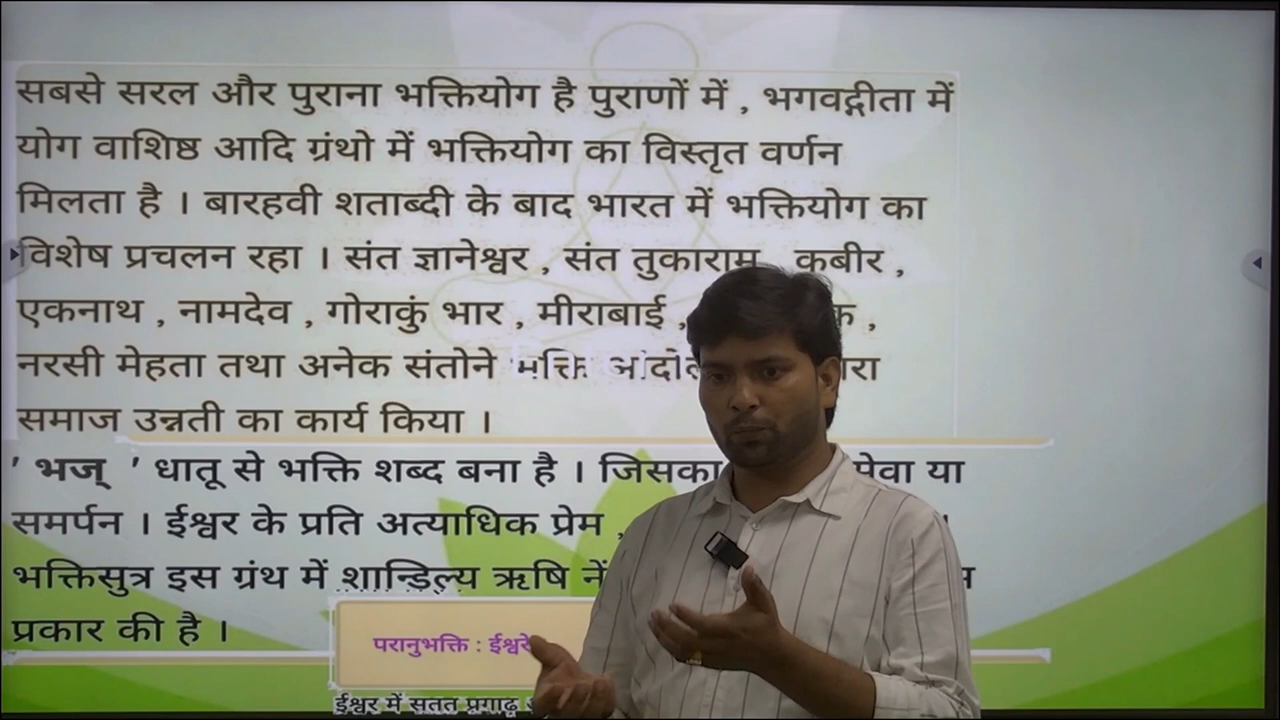 सबसे सरल और पुराना भक्तियोग है पुराणों में , भगवद्गीता में
योग वाशिष्ठ आदि ग्रंथो में भक्तियोग का विस्तृत वर्णन
मिलता है । बारहवी शताब्दी के बाद भारत में भक्तियोग का
विशेष प्रचलन रहा । संत ज्ञानेश्वर , संत तुकाराम , कबीर ,
एकनाथ , नामदेव , गोराकुं भार , मीराबाई ,
नरसी मेहता तथा अनेक संतोने भक्ति
समाज उन्नती का कार्य किया ।
' भज् ' धातू से भक्ति शब्द बना है । जिसका या
समर्पन । ईश्वर के प्रति अत्याधिक प्रेम ,
भक्तिसुत्र इस ग्रंथ में शान्डिल्य ऋषि नें
प्रकार की है ।
परानुभक्ति :
ईश्वर में सतत प्रगाढ़